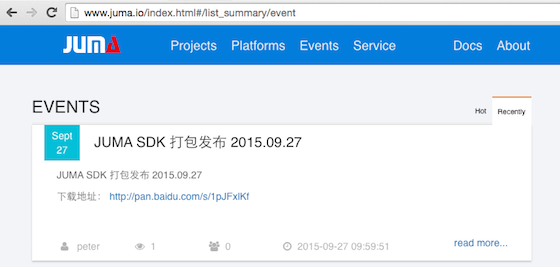 www.juma.io/index.html#/list_summary/event
JUMA Projects Platforms Events Service Docs About
EVENTS
Hot Recently
Sept
27
JUMA SDK 打包发布 2015.09.27
JUMA SDK 打包发布 2015.09.27
下载地址： http://pan.baidu.com/s/1pJFxlKf
peter 1 0 2015-09-27 09:59:51
read more...